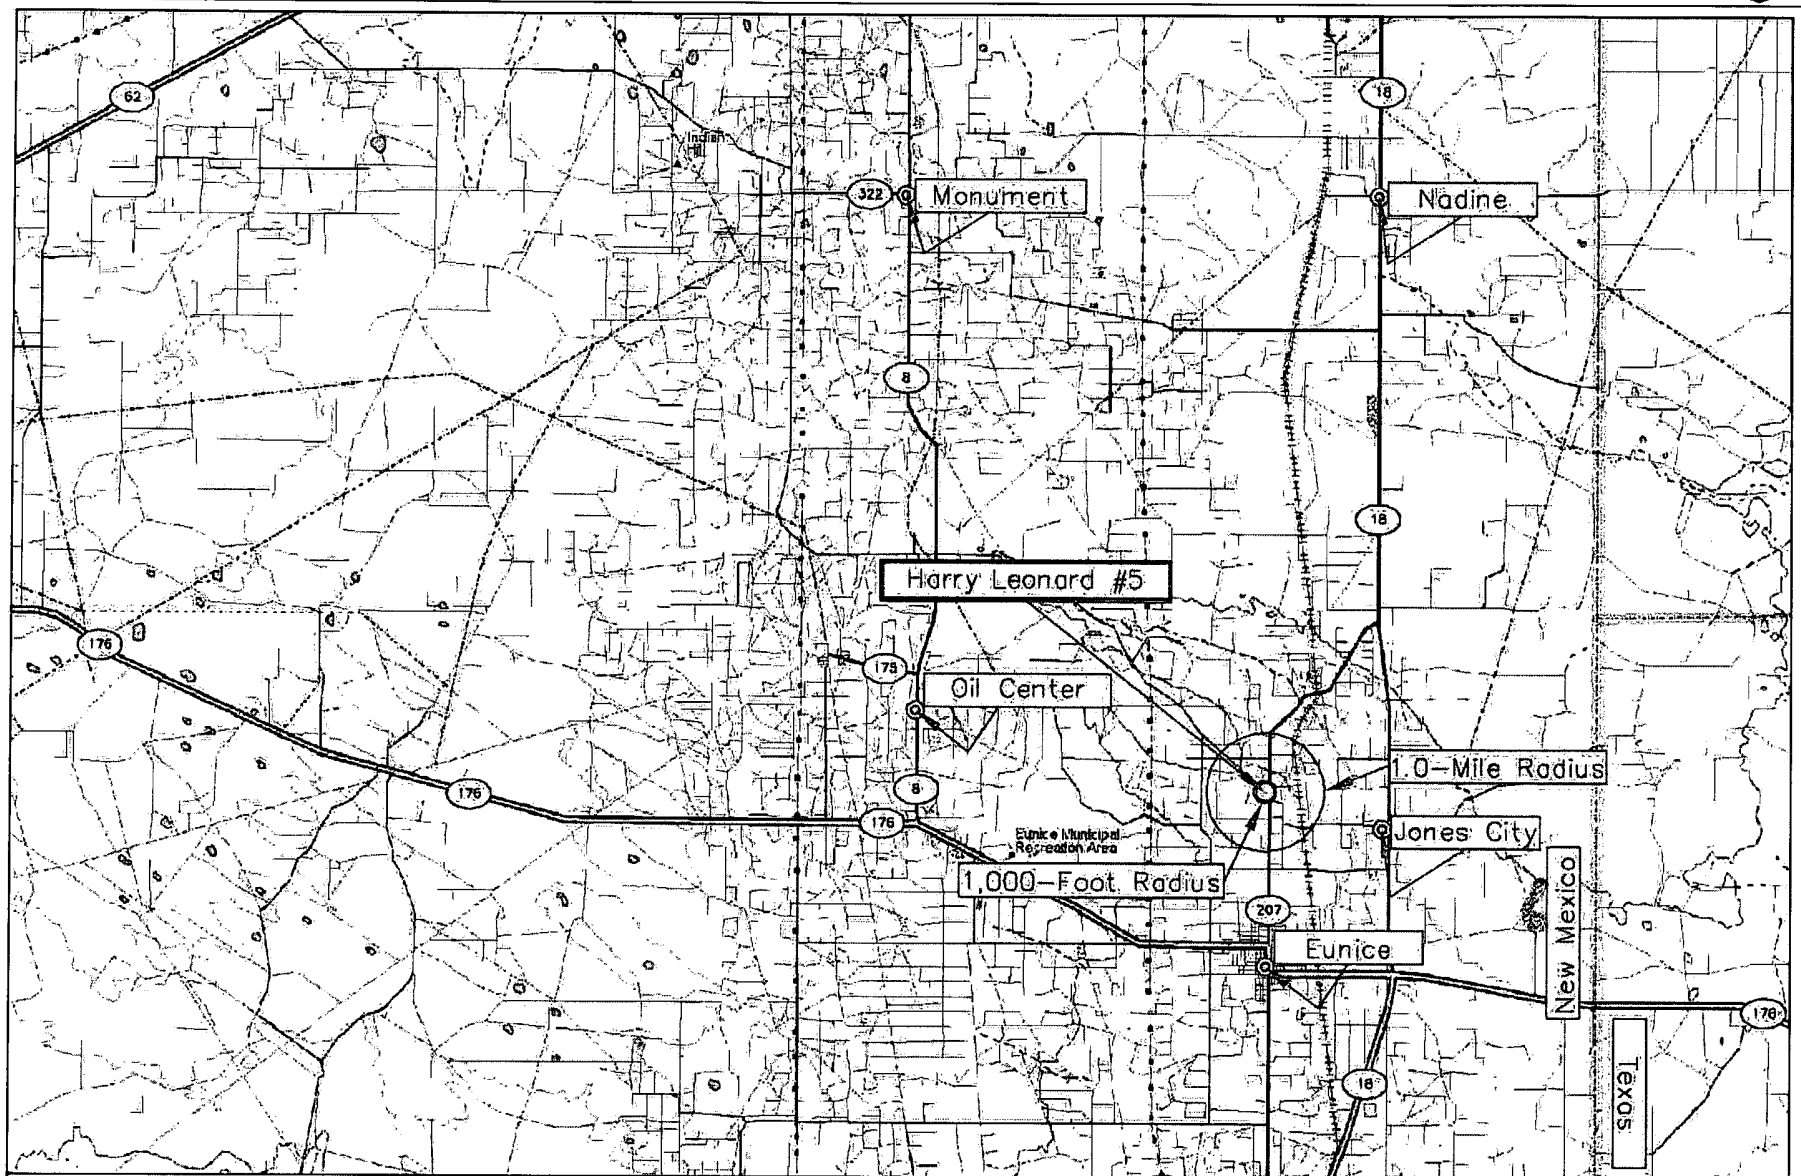 62
18
Indian
Hill
322
Monument
Nadine
8
18
Harry Leonard #5
176
175
Oil Center
1.0-Mile Radius
176
8
176
Eunice Municipal
Recreation Area
Jones City
1,000-Foot Radius
207
New Mexico
Eunice
176
Texas
18